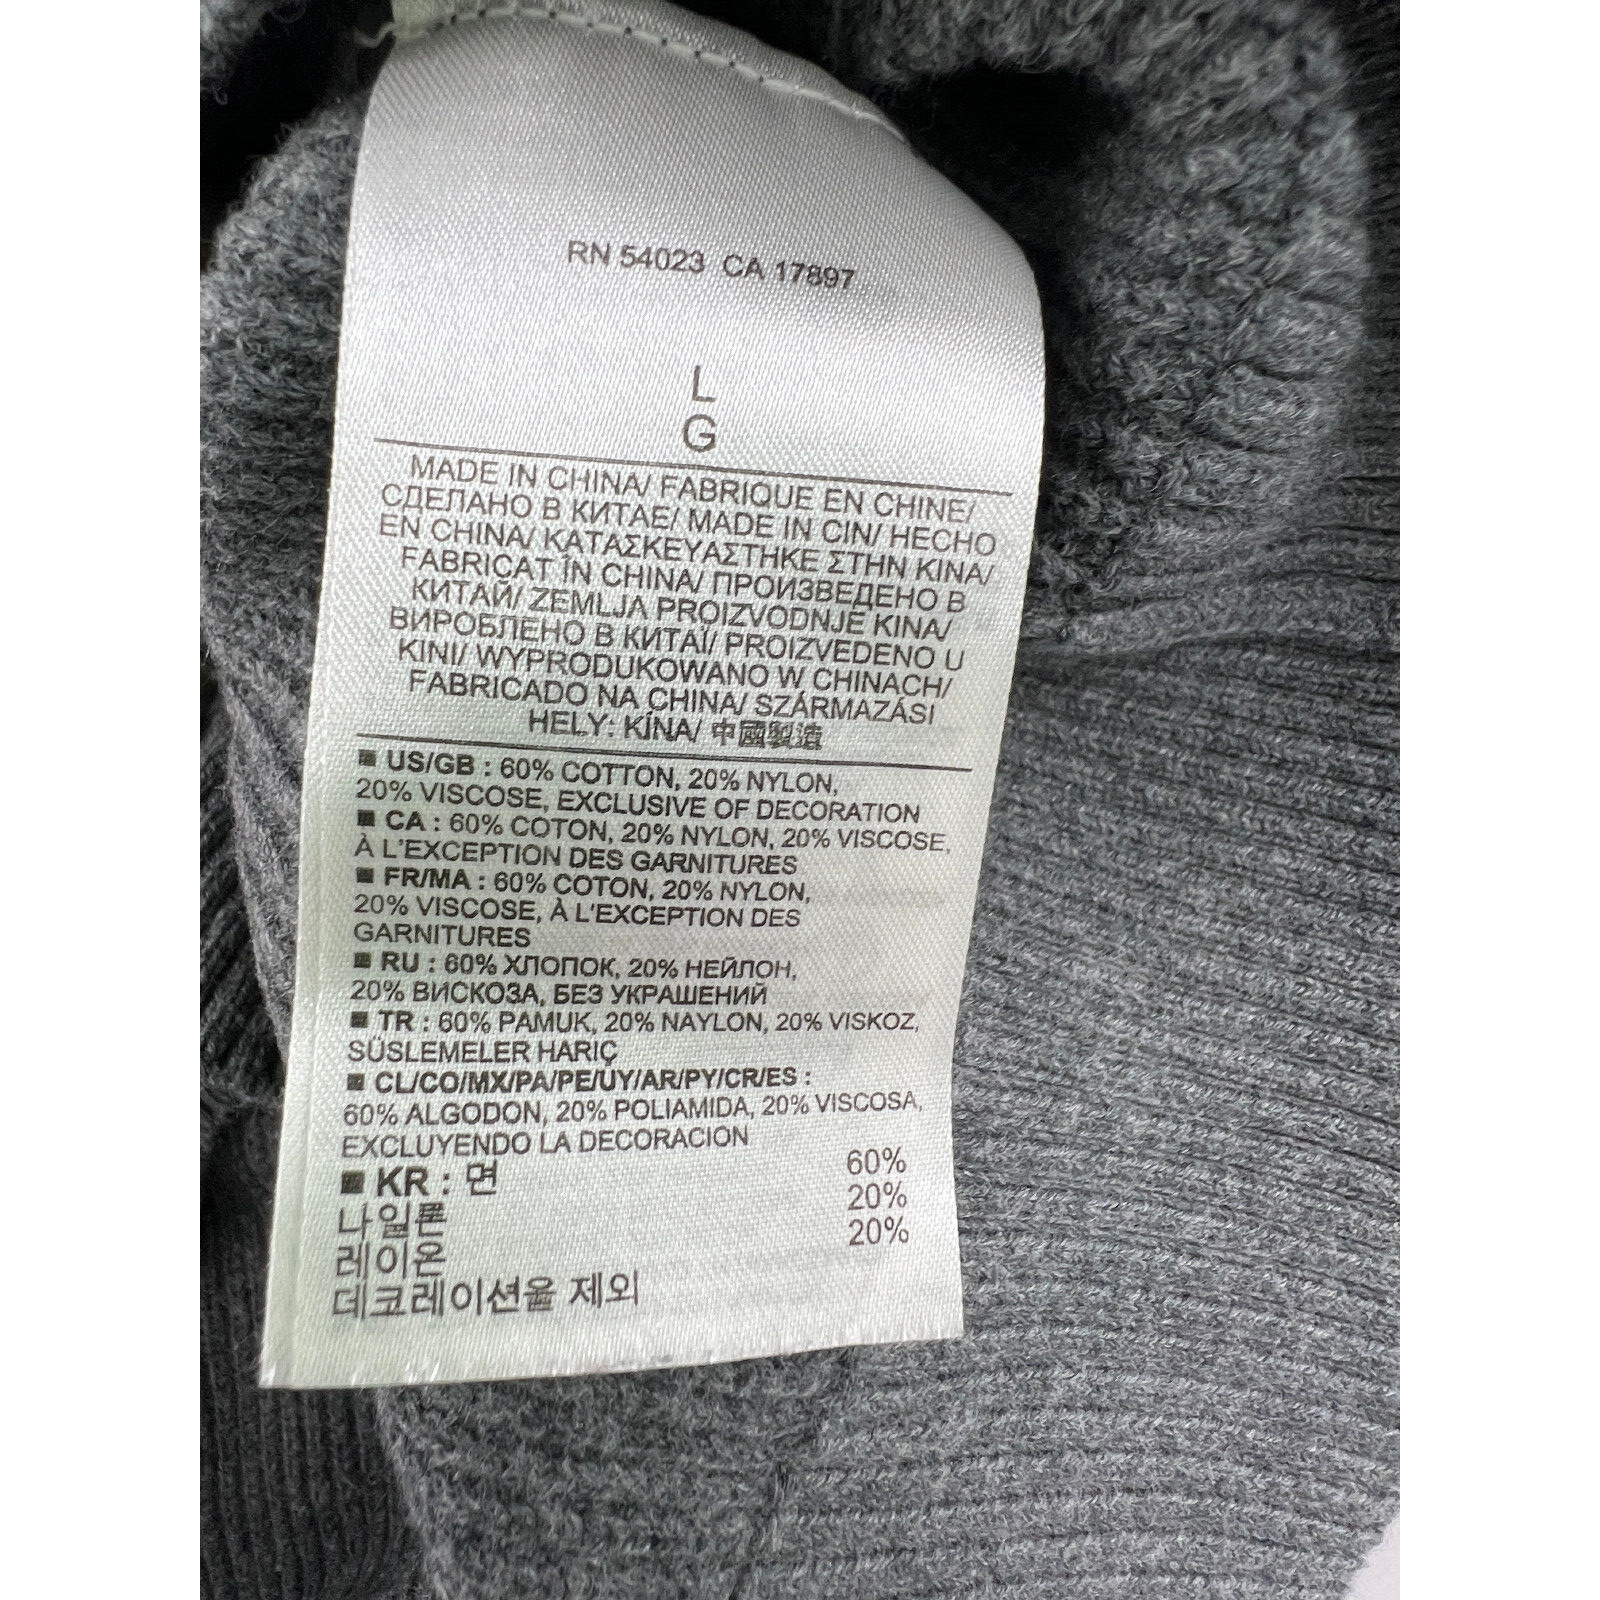 RN 54023 CA 17897
L
G
MADE IN CHINA/ FABRIQUE EN CHINE/
СДЕЛАНО В КИТАЕ/ MADE IN CIN/ HECHO
EN CHINA/ ΚΑΤΑΣΚΕΥΑΣΤΗΚΕ ΣΤΗΝ ΚΙΝΑ/
FABRICAT ÎN CHINA/ ПРОИЗВЕДЕНО В
КИТАЙ/ ZEMLJA PROIZVODNJE KINA/
ВИРОБЛЕНО В КИТАЇ/ PROIZVEDENO U
KINI/ WYPRODUKOWANO W CHINACH/
FABRICADO NA CHINA/ SZÁRMAZÁSI
HELY: KÍNA/ 中國製造
■ US/GB : 60% COTTON, 20% NYLON,
20% VISCOSE, EXCLUSIVE OF DECORATION
■ CA : 60% COTON, 20% NYLON, 20% VISCOSE,
À L'EXCEPTION DES GARNITURES
■ FR/MA : 60% COTON, 20% NYLON,
20% VISCOSE, À L'EXCEPTION DES
GARNITURES
■ RU : 60% ХЛОПОК, 20% НЕЙЛОН,
20% ВИСКОЗА, БЕЗ УКРАШЕНИЙ
■ TR : 60% PAMUK, 20% NAYLON, 20% VISKOZ,
SÜSLEMELER HARIÇ
■ CL/CO/MX/PA/PE/UY/AR/PY/CR/ES :
60% ALGODON, 20% POLIAMIDA, 20% VISCOSA,
EXCLUYENDO LA DECORACION
■ KR : 면 60%
나일론 20%
레이온 20%
데코레이션울 제외